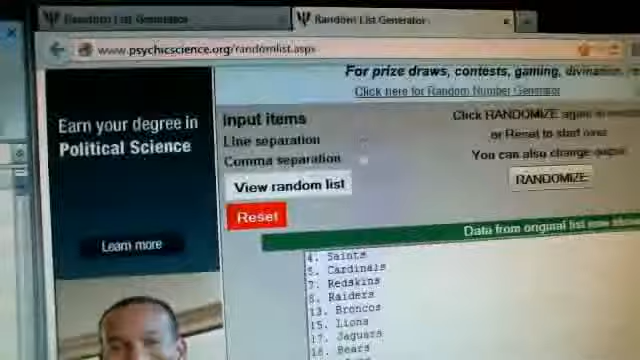 Random List Generator
Random List Generator
www.psychicscience.org/randomlist.aspx
For prize draws, contests, gaming, divination,
Click here for Random Number Generator
Earn your degree in
Political Science
Learn more
Input items
Line separation
Comma separation
View random list
Reset
Click RANDOMIZE again
or Reset to start over
You can also change output
RANDOMIZE
Data from original list
4. Saints
5. Cardinals
7. Redskins
8. Raiders
13. Broncos
15. Lions
17. Jaguars
18. Bears